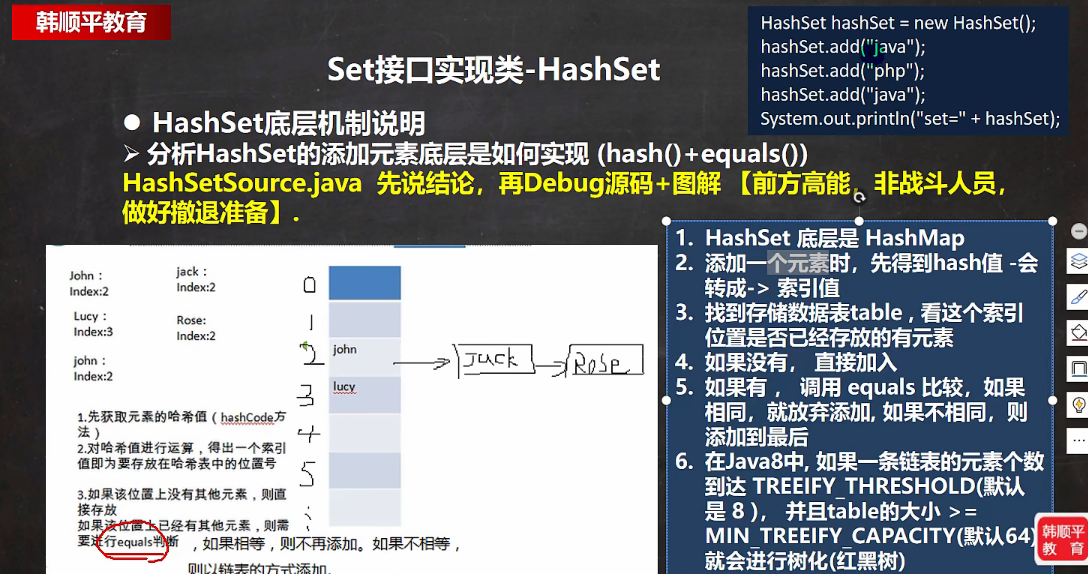 韩顺平教育
HashSet hashSet = new HashSet();
hashSet.add("java");
hashSet.add("php");
hashSet.add("java");
System.out.println("set=" + hashSet);
Set接口实现类-HashSet
● HashSet底层机制说明
➢ 分析HashSet的添加元素底层是如何实现 (hash()+equals())
HashSetSource.java 先说结论，再Debug源码+图解 【前方高能，非战斗人员，
做好撤退准备】.
John：
Index:2
jack：
Index:2
Lucy：
Index:3
Rose:
Index:2
john：
Index:2
0
1
2
3
4
5
john
lucy
Jack
Rose
1.先获取元素的哈希值（hashCode方
法）
2.对哈希值进行运算，得出一个索引
值即为要存放在哈希表中的位置号
3.如果该位置上没有其他元素，则直
接存放
如果该位置上已经有其他元素，则需
要进行equals判断，如果相等，则不再添加。如果不相等，
则以链表的方式添加。
1. HashSet 底层是 HashMap
2. 添加一个元素时，先得到hash值 -会
转成-> 索引值
3. 找到存储数据表table , 看这个索引
位置是否已经存放的有元素
4. 如果没有， 直接加入
5. 如果有 ， 调用 equals 比较，如果
相同，就放弃添加, 如果不相同，则
添加到最后
6. 在Java8中, 如果一条链表的元素个数
到达 TREEIFY_THRESHOLD(默认
是 8 )， 并且table的大小 >=
MIN_TREEIFY_CAPACITY(默认64)
就会进行树化(红黑树)
韩顺平
教 育